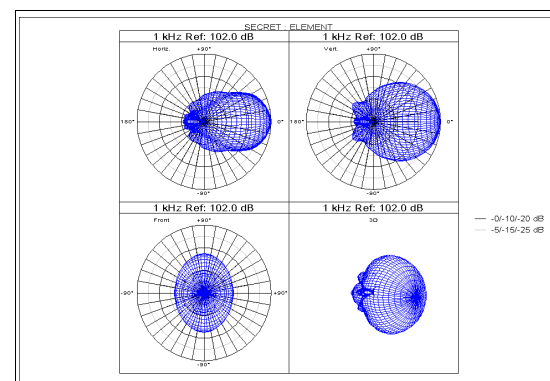 SECRET : ELEMENT
1 kHz Ref: 102.0 dB
1 kHz Ref: 102.0 dB
Horiz.
+90°
180°
0°
-90°
Vert.
+90°
180°
0°
-90°
1 kHz Ref: 102.0 dB
1 kHz Ref: 102.0 dB
Front
+90°
-90°
+90°
-90°
-0/-10/-20 dB
-5/-15/-25 dB